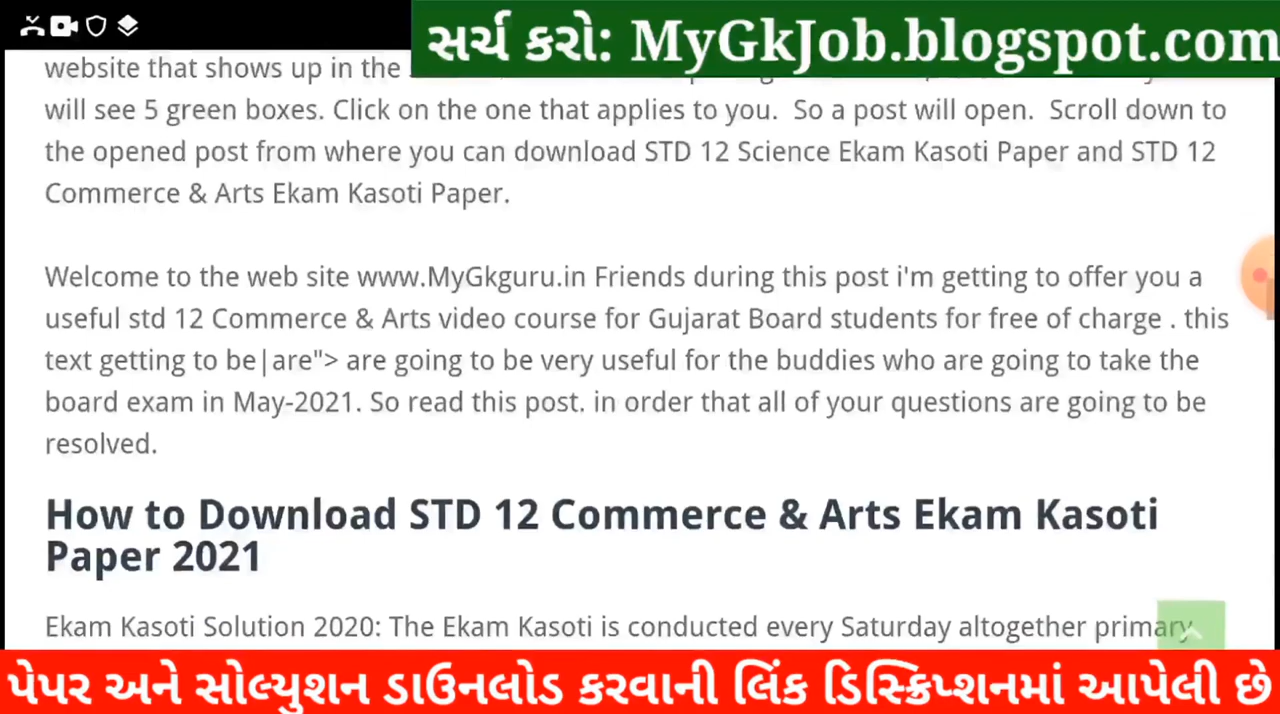 સર્ચ કરો: MyGkJob.blogspot.com
website that shows up in the
will see 5 green boxes. Click on the one that applies to you.  So a post will open.  Scroll down to
the opened post from where you can download STD 12 Science Ekam Kasoti Paper and STD 12
Commerce & Arts Ekam Kasoti Paper.
Welcome to the web site www.MyGkguru.in Friends during this post i'm getting to offer you a
useful std 12 Commerce & Arts video course for Gujarat Board students for free of charge . this
text getting to be|are"> are going to be very useful for the buddies who are going to take the
board exam in May-2021. So read this post. in order that all of your questions are going to be
resolved.
How to Download STD 12 Commerce & Arts Ekam Kasoti
Paper 2021
Ekam Kasoti Solution 2020: The Ekam Kasoti is conducted every Saturday altogether primary
પેપર અને સોલ્યુશન ડાઉનલોડ કરવાની લિંક ડિસ્ક્રિપ્શનમાં આપેલી છે